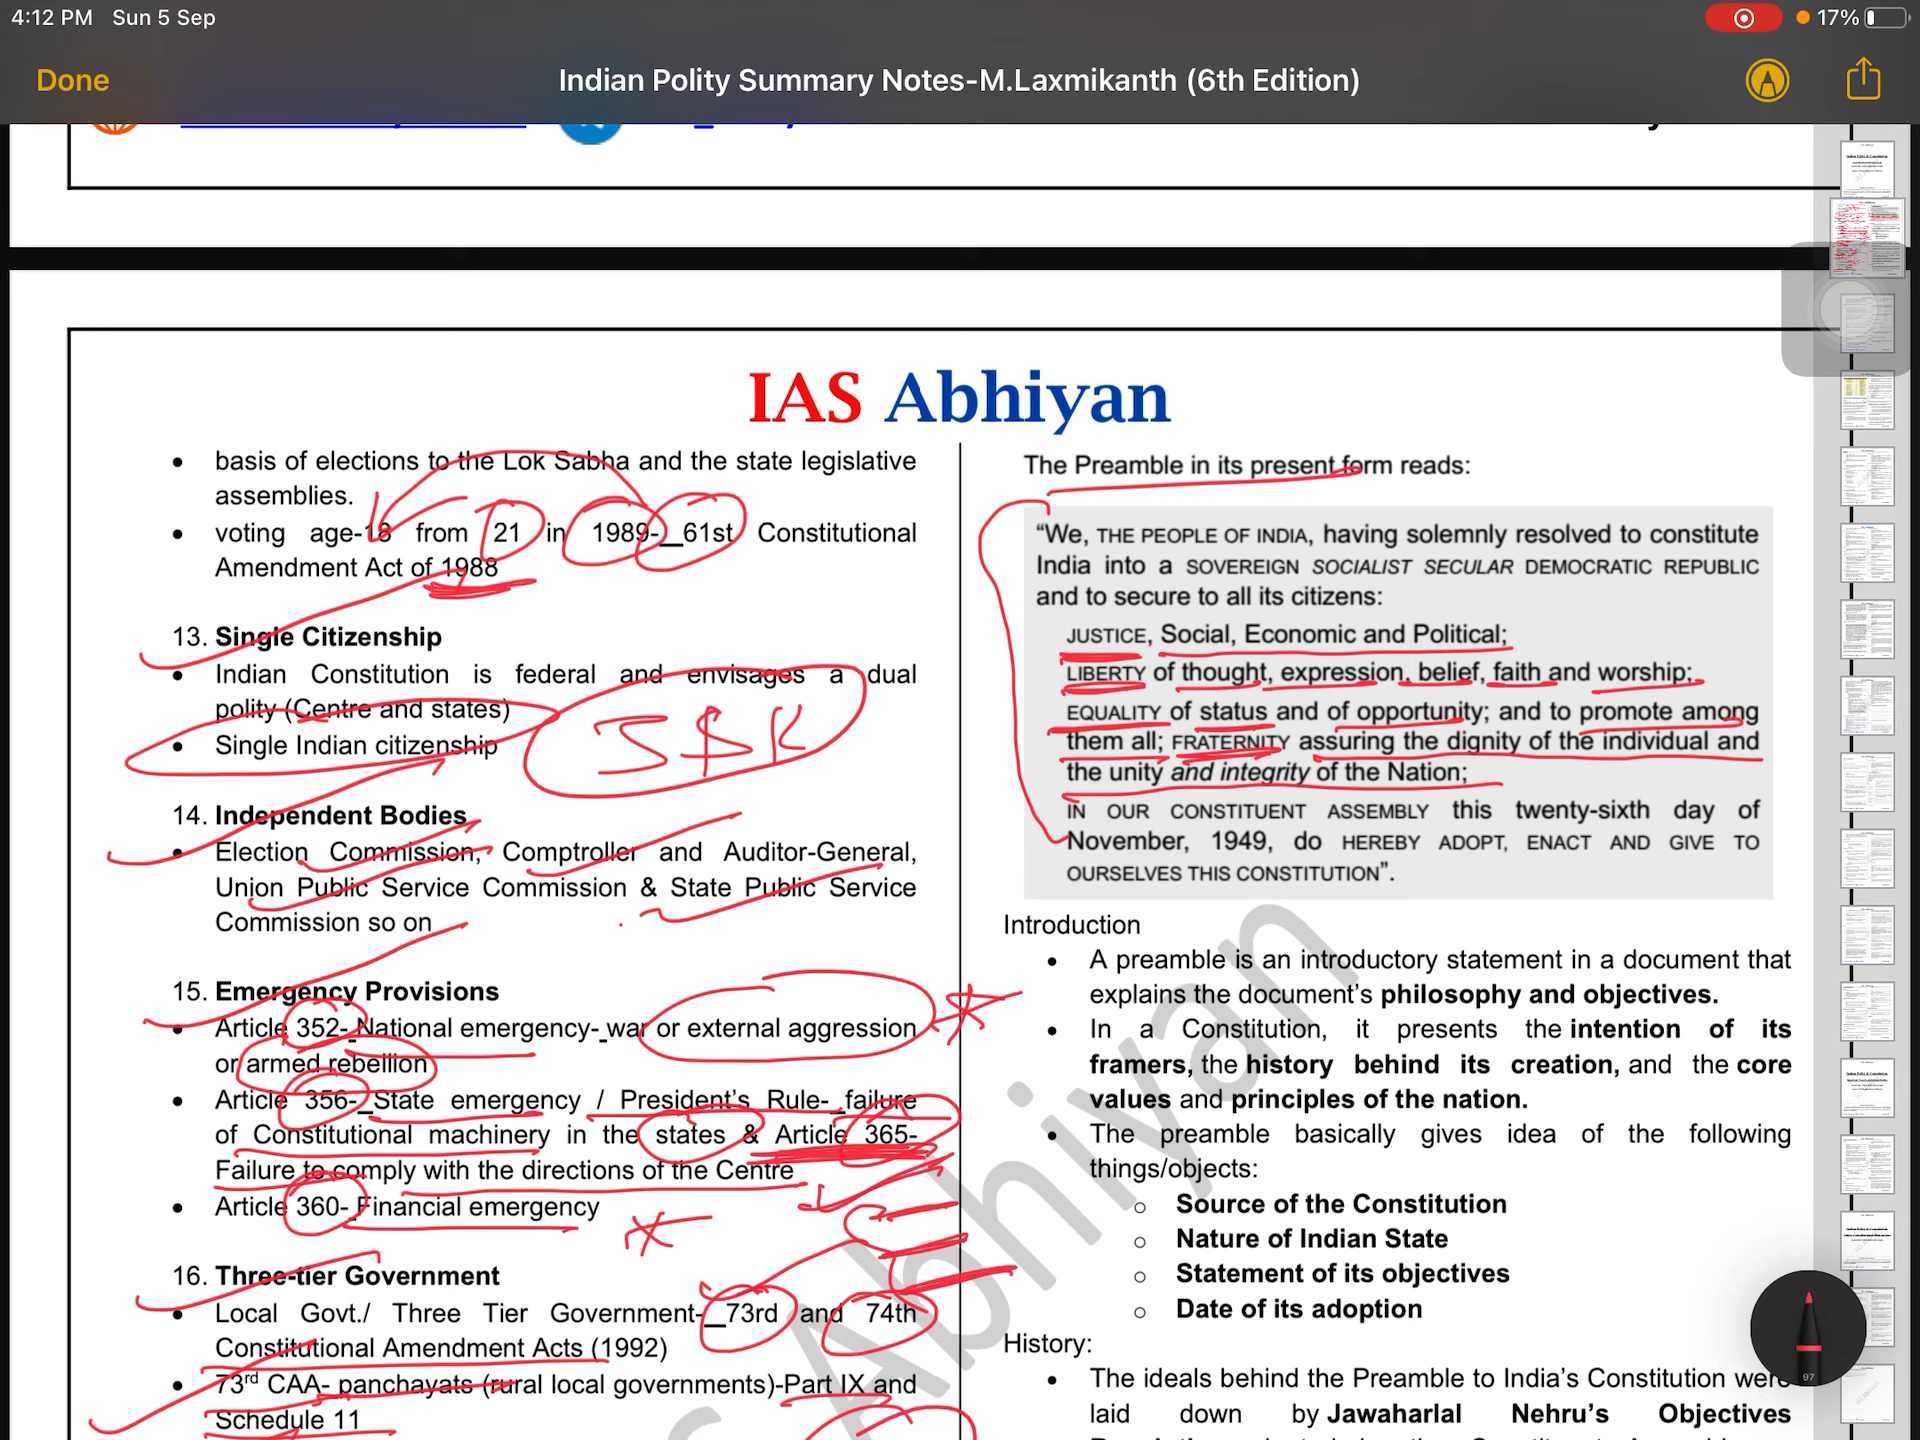 4:12 PM Sun 5 Sep
17%
Done
Indian Polity Summary Notes-M.Laxmikanth (6th Edition)
IAS Abhiyan
• basis of elections to the Lok Sabha and the state legislative
assemblies.
• voting age-18 from 21 in 1989- 61st Constitutional
Amendment Act of 1988
13. Single Citizenship
• Indian Constitution is federal and envisages a dual
polity (Centre and states)
• Single Indian citizenship
J$K
14. Independent Bodies
• Election Commission, Comptroller and Auditor-General,
Union Public Service Commission & State Public Service
Commission so on
15. Emergency Provisions
• Article 352- National emergency- war or external aggression
or armed rebellion
• Article 356- State emergency / President's Rule- failure
of Constitutional machinery in the states & Article 365-
Failure to comply with the directions of the Centre
• Article 360- Financial emergency
16. Three-tier Government
• Local Govt./ Three Tier Government- 73rd and 74th
Constitutional Amendment Acts (1992)
• 73rd CAA- panchayats (rural local governments)-Part IX and
Schedule 11
The Preamble in its present form reads:
“We, THE PEOPLE OF INDIA, having solemnly resolved to constitute
India into a SOVEREIGN SOCIALIST SECULAR DEMOCRATIC REPUBLIC
and to secure to all its citizens:
JUSTICE, Social, Economic and Political;
LIBERTY of thought, expression, belief, faith and worship;
EQUALITY of status and of opportunity; and to promote among
them all; FRATERNITY assuring the dignity of the individual and
the unity and integrity of the Nation;
IN OUR CONSTITUENT ASSEMBLY this twenty-sixth day of
November, 1949, do HEREBY ADOPT, ENACT AND GIVE TO
OURSELVES THIS CONSTITUTION”.
Introduction
• A preamble is an introductory statement in a document that
explains the document's philosophy and objectives.
• In a Constitution, it presents the intention of its
framers, the history behind its creation, and the core
values and principles of the nation.
• The preamble basically gives idea of the following
things/objects:
○ Source of the Constitution
○ Nature of Indian State
○ Statement of its objectives
○ Date of its adoption
History:
• The ideals behind the Preamble to India's Constitution were
laid down by Jawaharlal Nehru's Objectives
Abhiyan
97